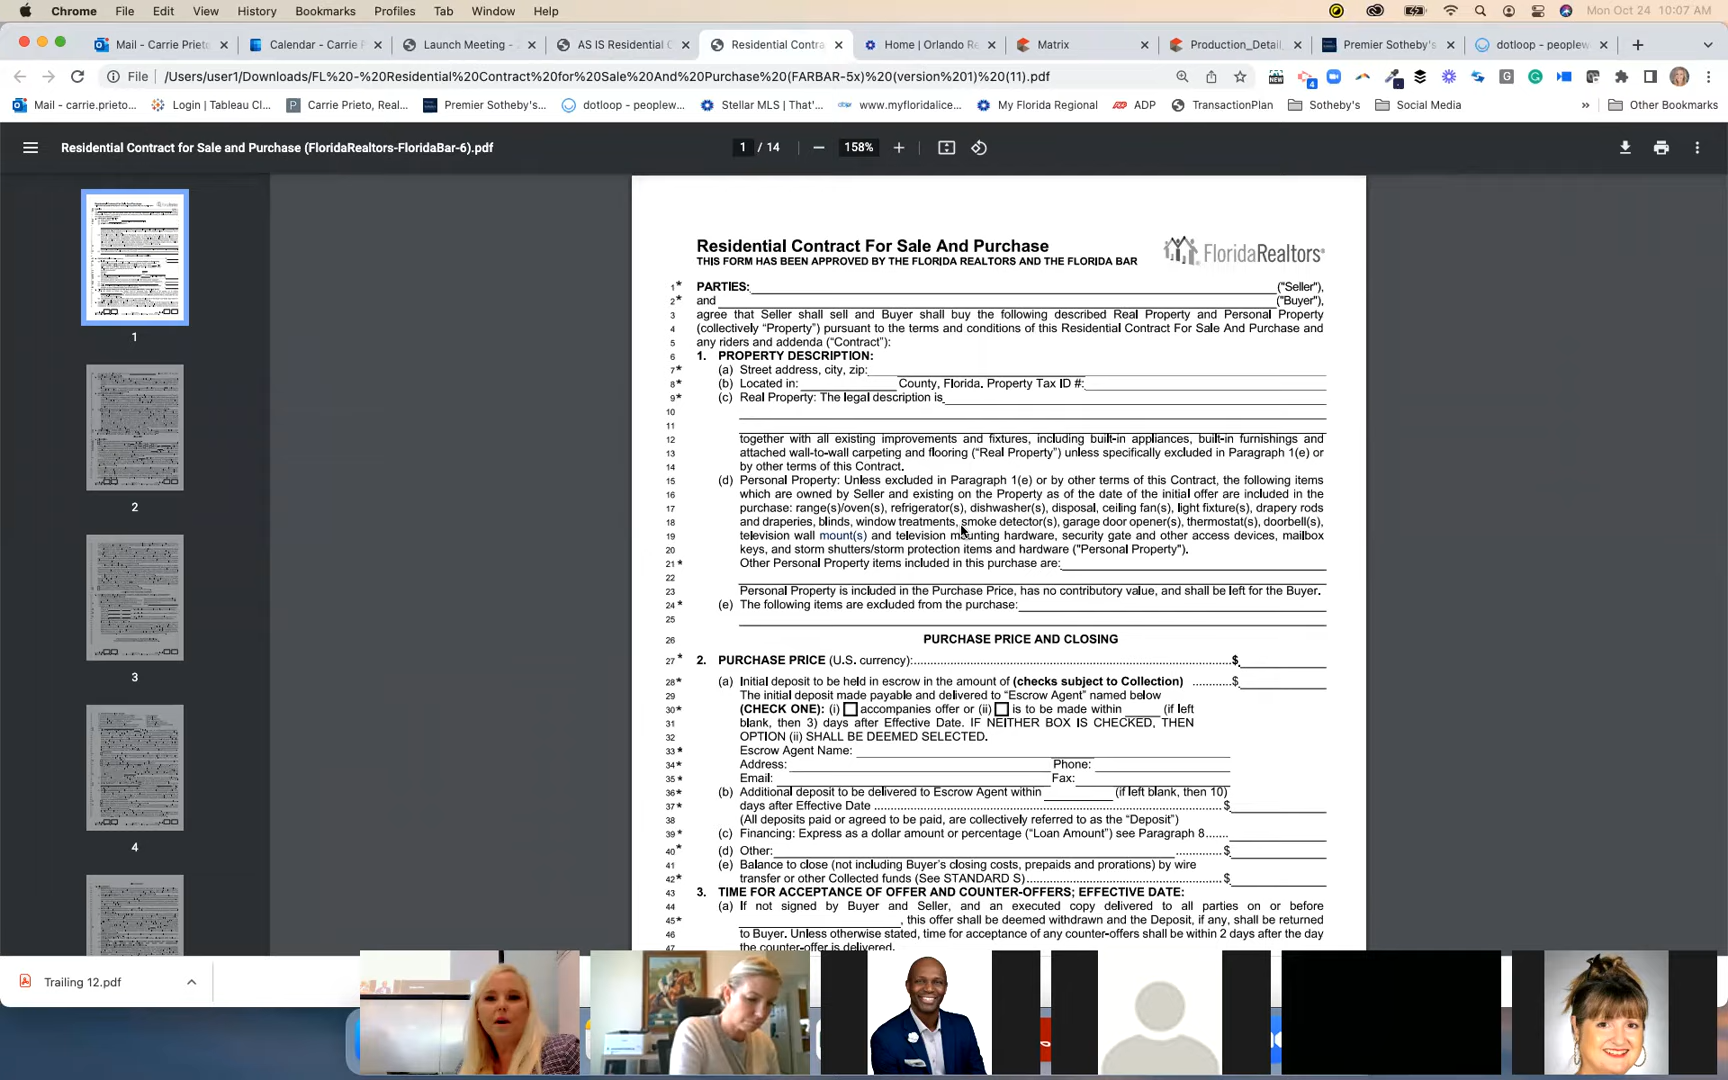 Chrome File Edit View History Bookmarks Profiles Tab Window Help Mon Oct 24 10:07 AM
Mail - Carrie Prieto Calendar - Carrie P Launch Meeting - AS IS Residential C Residential Contra Home | Orlando Re Matrix Production_Detail_ Premier Sotheby's dotloop - peoplew
File /Users/user1/Downloads/FL%20-%20Residential%20Contract%20for%20Sale%20And%20Purchase%20(FARBAR-5x)%20(version%201)%20(11).pdf
Mail - carrie.prieto... Login | Tableau Cl... Carrie Prieto, Real... Premier Sotheby's... dotloop - peoplew... Stellar MLS | That'... www.myfloridalice... My Florida Regional ADP TransactionPlan Sotheby's Social Media » Other Bookmarks
Residential Contract for Sale and Purchase (FloridaRealtors-FloridaBar-6).pdf 1 / 14 158%
1
2
3
4
Residential Contract For Sale And Purchase
THIS FORM HAS BEEN APPROVED BY THE FLORIDA REALTORS AND THE FLORIDA BAR
FloridaRealtors®
1* PARTIES: ("Seller"),
2* and ("Buyer"),
3 agree that Seller shall sell and Buyer shall buy the following described Real Property and Personal Property
4 (collectively "Property") pursuant to the terms and conditions of this Residential Contract For Sale And Purchase and
5 any riders and addenda ("Contract"):
6 1. PROPERTY DESCRIPTION:
7* (a) Street address, city, zip:
8* (b) Located in: County, Florida. Property Tax ID #:
9* (c) Real Property: The legal description is
10
11
12 together with all existing improvements and fixtures, including built-in appliances, built-in furnishings and
13 attached wall-to-wall carpeting and flooring ("Real Property") unless specifically excluded in Paragraph 1(e) or
14 by other terms of this Contract.
15 (d) Personal Property: Unless excluded in Paragraph 1(e) or by other terms of this Contract, the following items
16 which are owned by Seller and existing on the Property as of the date of the initial offer are included in the
17 purchase: range(s)/oven(s), refrigerator(s), dishwasher(s), disposal, ceiling fan(s), light fixture(s), drapery rods
18 and draperies, blinds, window treatments, smoke detector(s), garage door opener(s), thermostat(s), doorbell(s),
19 television wall mount(s) and television mounting hardware, security gate and other access devices, mailbox
20 keys, and storm shutters/storm protection items and hardware ("Personal Property").
21* Other Personal Property items included in this purchase are:
22
23 Personal Property is included in the Purchase Price, has no contributory value, and shall be left for the Buyer.
24* (e) The following items are excluded from the purchase:
25
26 PURCHASE PRICE AND CLOSING
27* 2. PURCHASE PRICE (U.S. currency): $
28* (a) Initial deposit to be held in escrow in the amount of (checks subject to Collection) $
29 The initial deposit made payable and delivered to "Escrow Agent" named below
30* (CHECK ONE): (i) accompanies offer or (ii) is to be made within (if left
31 blank, then 3) days after Effective Date. IF NEITHER BOX IS CHECKED, THEN
32 OPTION (ii) SHALL BE DEEMED SELECTED.
33* Escrow Agent Name:
34* Address: Phone:
35* Email: Fax:
36* (b) Additional deposit to be delivered to Escrow Agent within (if left blank, then 10)
37* days after Effective Date $
38 (All deposits paid or agreed to be paid, are collectively referred to as the "Deposit")
39* (c) Financing: Express as a dollar amount or percentage ("Loan Amount") see Paragraph 8
40* (d) Other: $
41 (e) Balance to close (not including Buyer's closing costs, prepaids and prorations) by wire
42* transfer or other Collected funds (See STANDARD S) $
43 3. TIME FOR ACCEPTANCE OF OFFER AND COUNTER-OFFERS; EFFECTIVE DATE:
44 (a) If not signed by Buyer and Seller, and an executed copy delivered to all parties on or before
45* , this offer shall be deemed withdrawn and the Deposit, if any, shall be returned
46 to Buyer. Unless otherwise stated, time for acceptance of any counter-offers shall be within 2 days after the day
47 the counter-offer is delivered.
Trailing 12.pdf